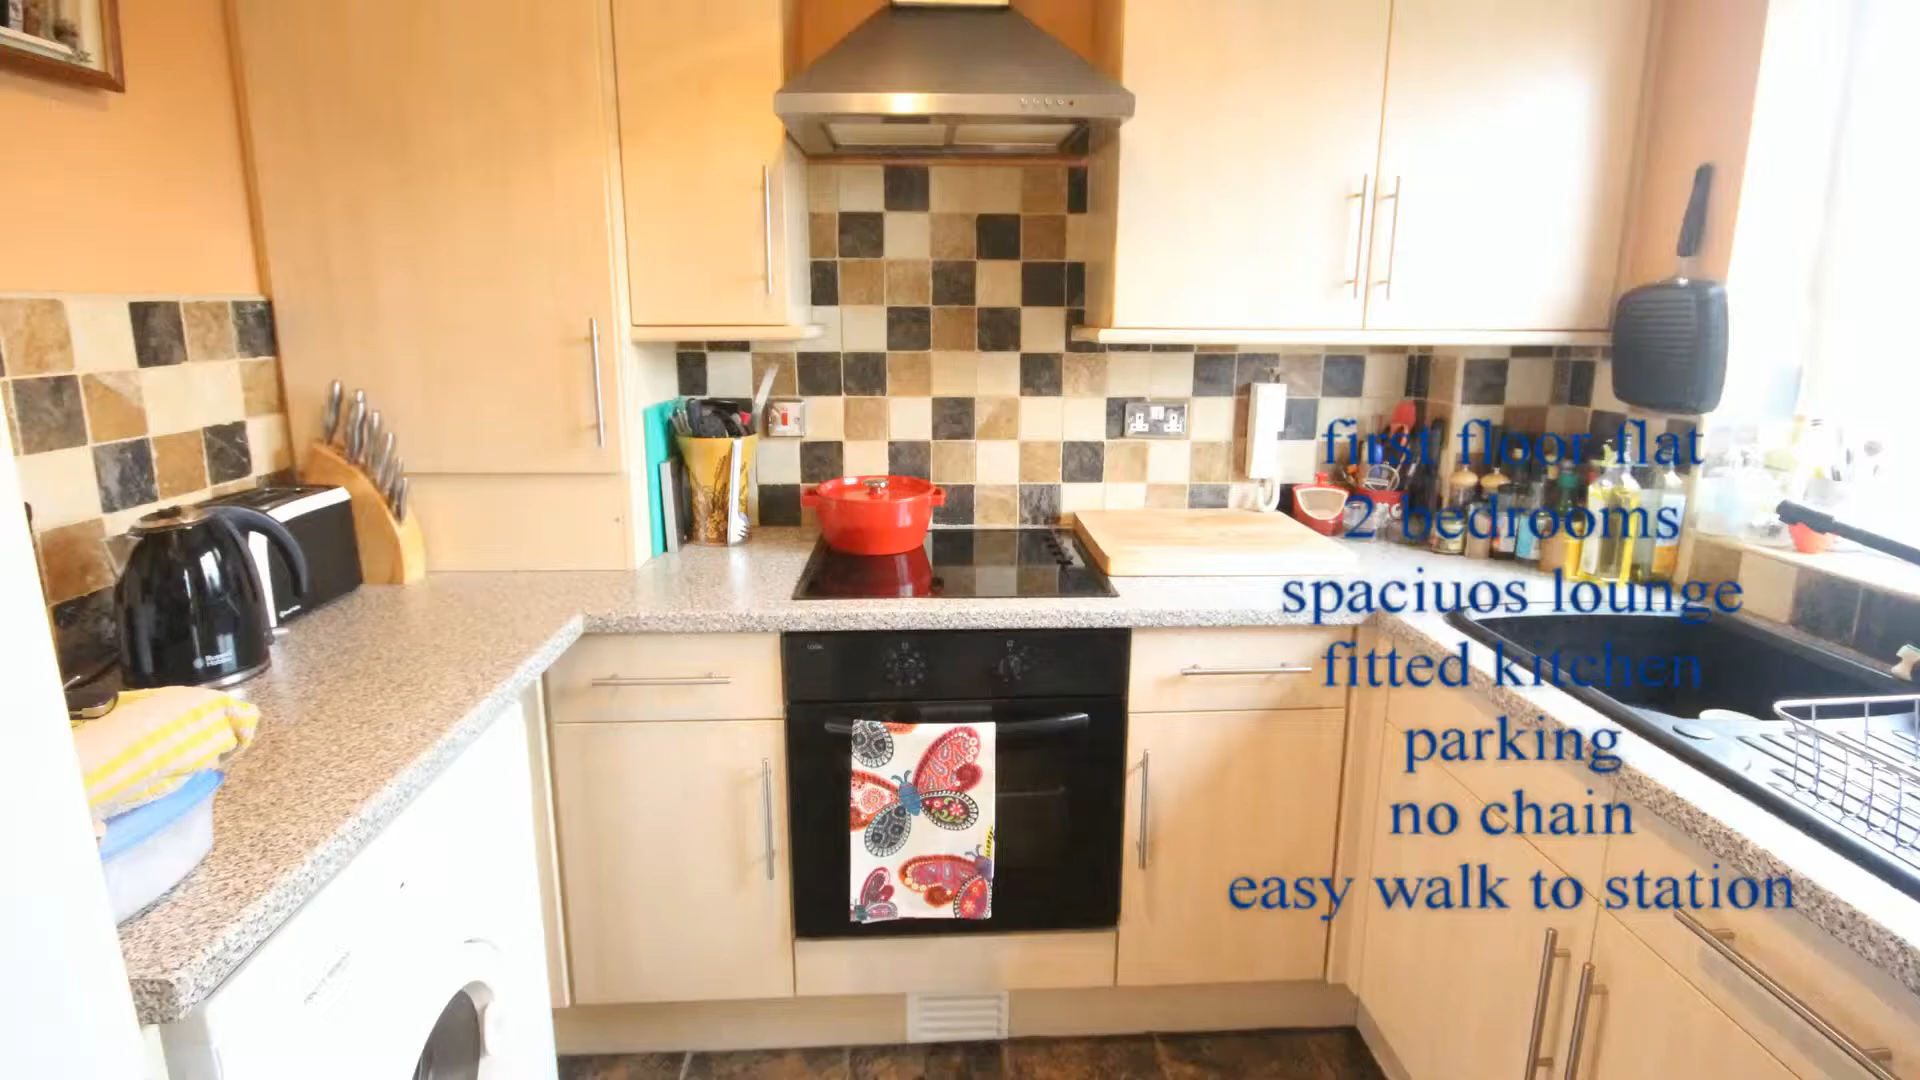 first floor flat
2 bedrooms
spaciuos lounge
fitted kitchen
parking
no chain
easy walk to station